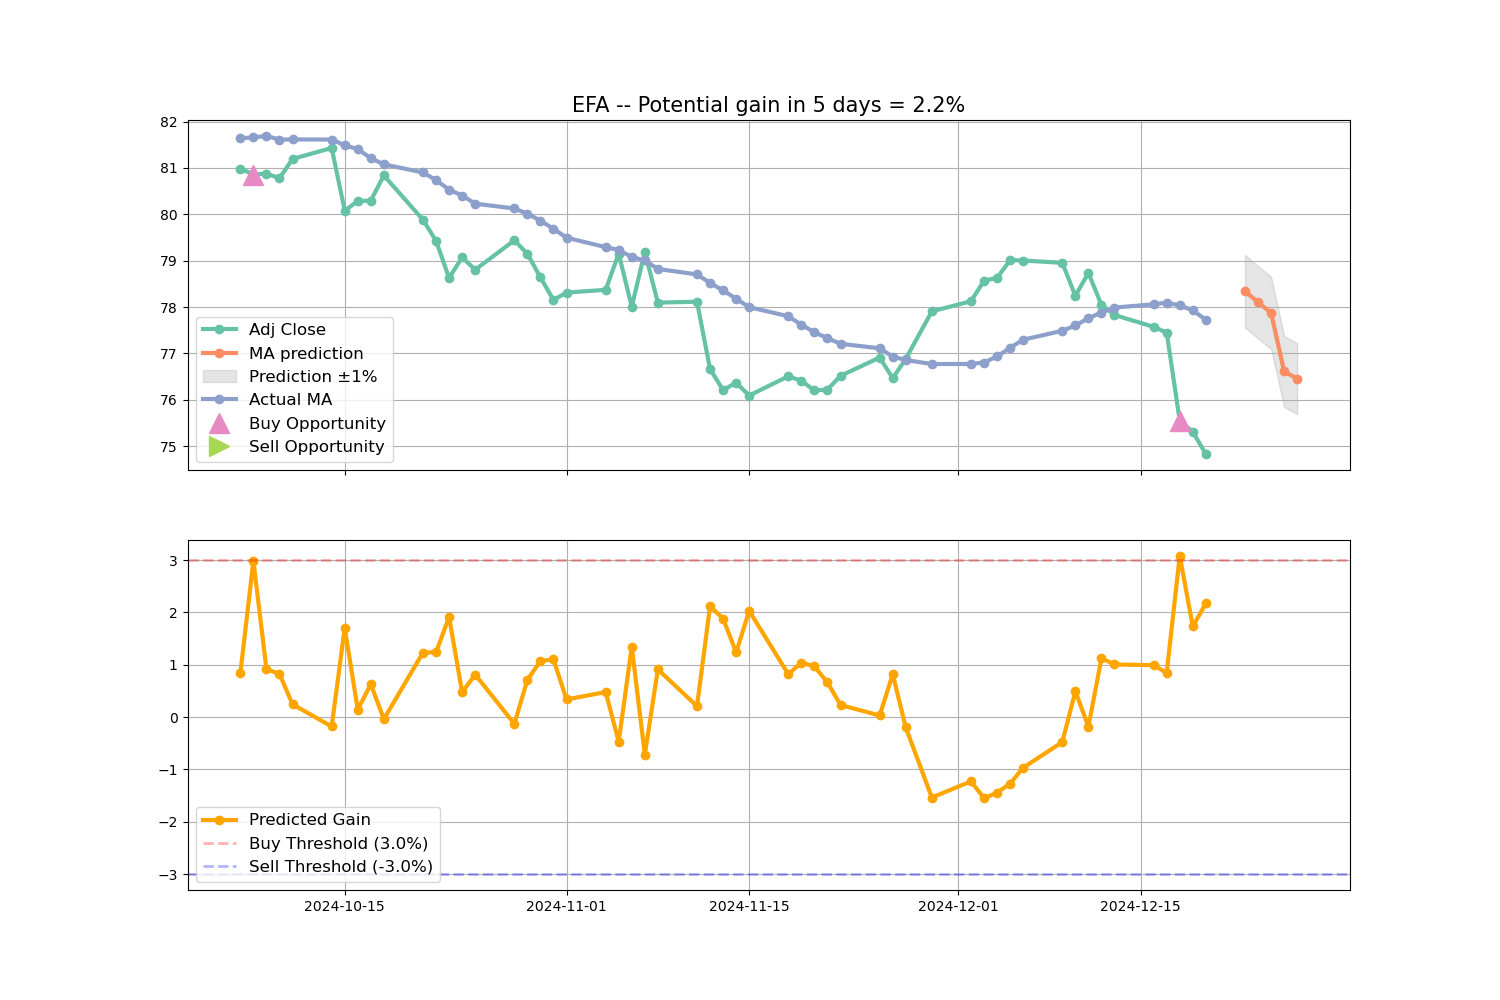 EFA -- Potential gain in 5 days = 2.2%
82
81
80
79
78
77
76
75
Adj Close
MA prediction
Prediction ±1%
Actual MA
Buy Opportunity
Sell Opportunity
3
2
1
0
−1
−2
−3
Predicted Gain
Buy Threshold (3.0%)
Sell Threshold (-3.0%)
2024-10-15
2024-11-01
2024-11-15
2024-12-01
2024-12-15